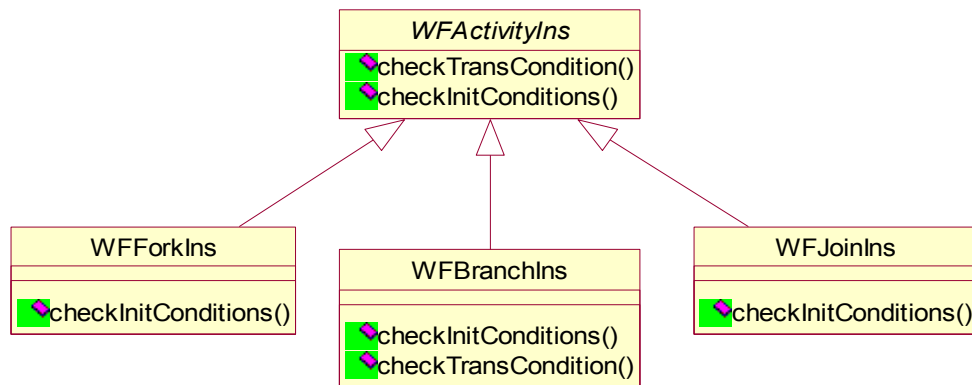 WFActivityIns
checkTransCondition()
checkInitConditions()
WFForkIns
checkInitConditions()
WFBranchIns
checkInitConditions()
checkTransCondition()
WFJoinIns
checkInitConditions()